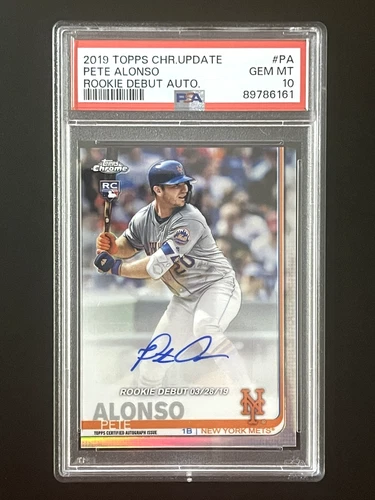 2019 TOPPS CHR.UPDATE #PA
PETE ALONSO GEM MT
ROOKIE DEBUT AUTO. 10
PSA 89786161
Topps
Chrome
RC
20
ROOKIE DEBUT 03/28/19
ALONSO
PETE
TOPPS CERTIFIED AUTOGRAPH ISSUE 1B | NEW YORK METS